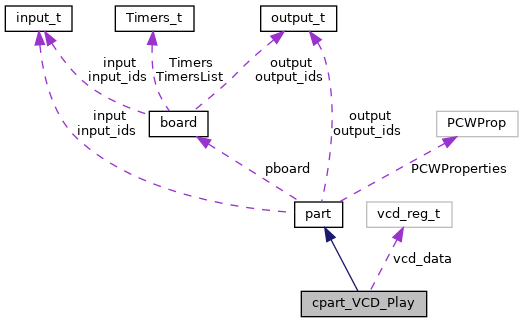 input_t
Timers_t
output_t
input
input_ids
Timers
TimersList
output
output_ids
input
input_ids
board
output
output_ids
PCWProp
pboard
PCWProperties
part
vcd_reg_t
vcd_data
cpart_VCD_Play